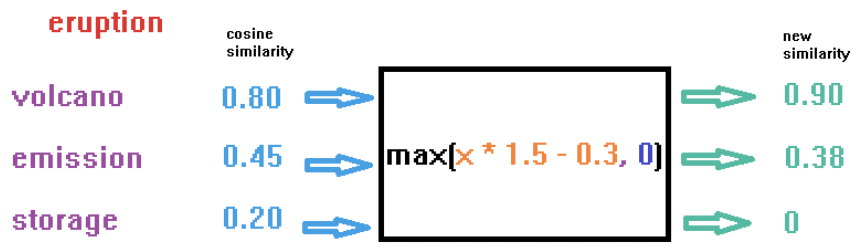 eruption
cosine
similarity
new
similarity
volcano 0.80 0.90
emission 0.45 max(x * 1.5 - 0.3, 0) 0.38
storage 0.20 0